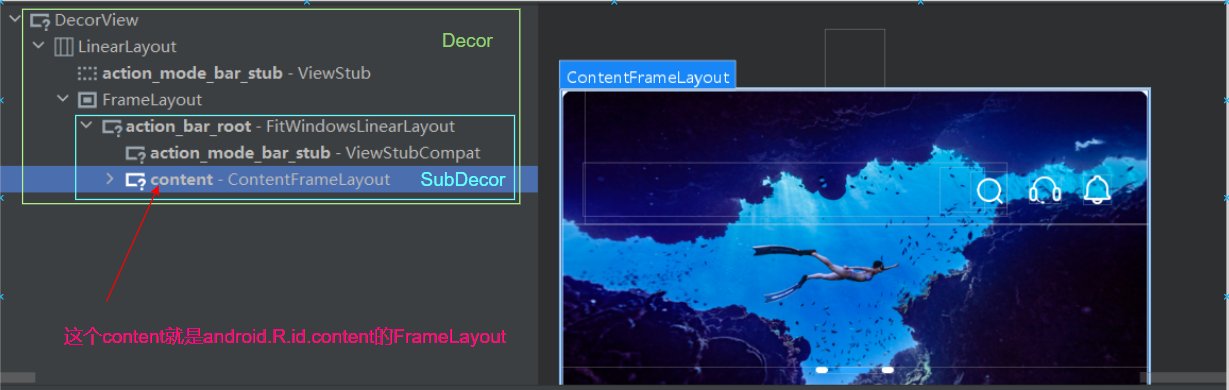 DecorView
LinearLayout
Decor
action_mode_bar_stub - ViewStub
FrameLayout
action_bar_root - FitWindowsLinearLayout
action_mode_bar_stub - ViewStubCompat
content - ContentFrameLayout
SubDecor
这个content就是android.R.id.content的FrameLayout
ContentFrameLayout